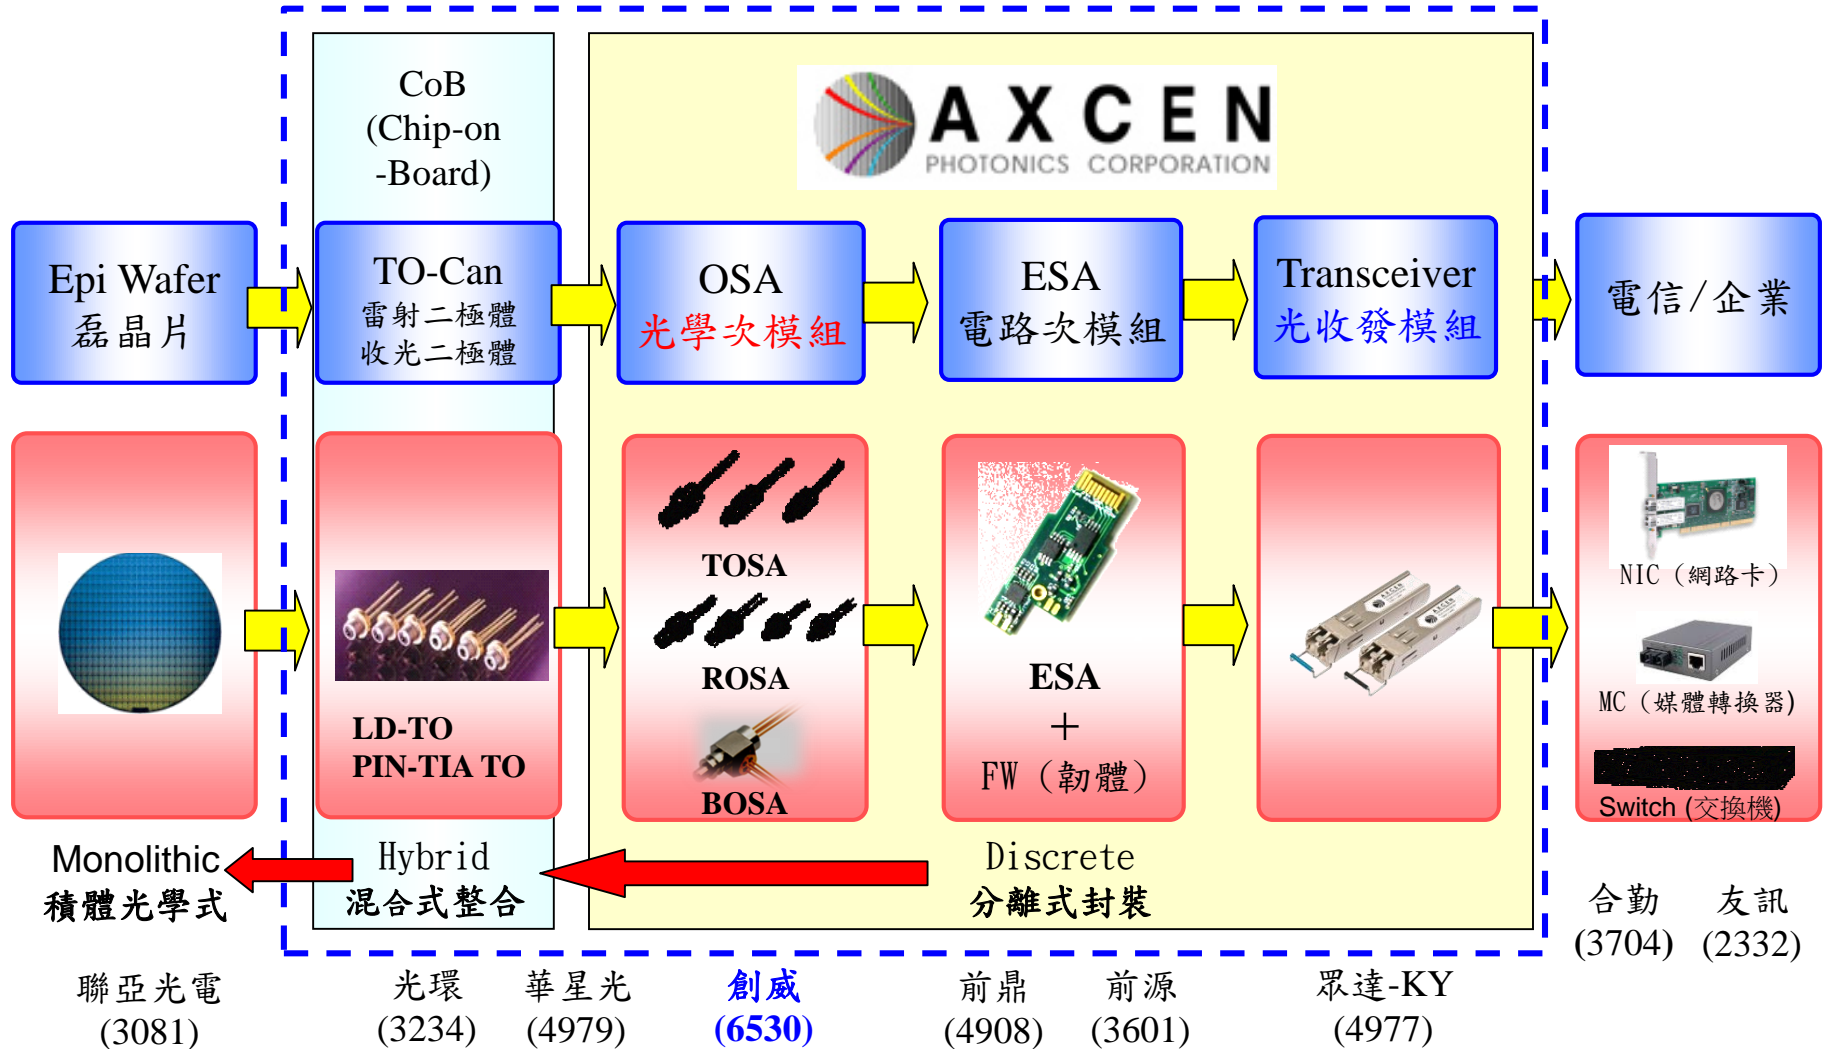 CoB
(Chip-on
-Board)
AXCEN
PHOTONICS CORPORATION
Epi Wafer
磊晶片
TO-Can
雷射二極體
收光二極體
OSA
光學次模組
ESA
電路次模組
Transceiver
光收發模組
電信/企業
LD-TO
PIN-TIA TO
TOSA
ROSA
BOSA
ESA
+
FW (韌體)
AXCEN
AXCEN
NIC (網路卡)
MC (媒體轉換器)
Switch (交換機)
Monolithic
積體光學式
Hybrid
混合式整合
Discrete
分離式封裝
合勤
(3704)
友訊
(2332)
聯亞光電
(3081)
光環
(3234)
華星光
(4979)
創威
(6530)
前鼎
(4908)
前源
(3601)
眾達-KY
(4977)